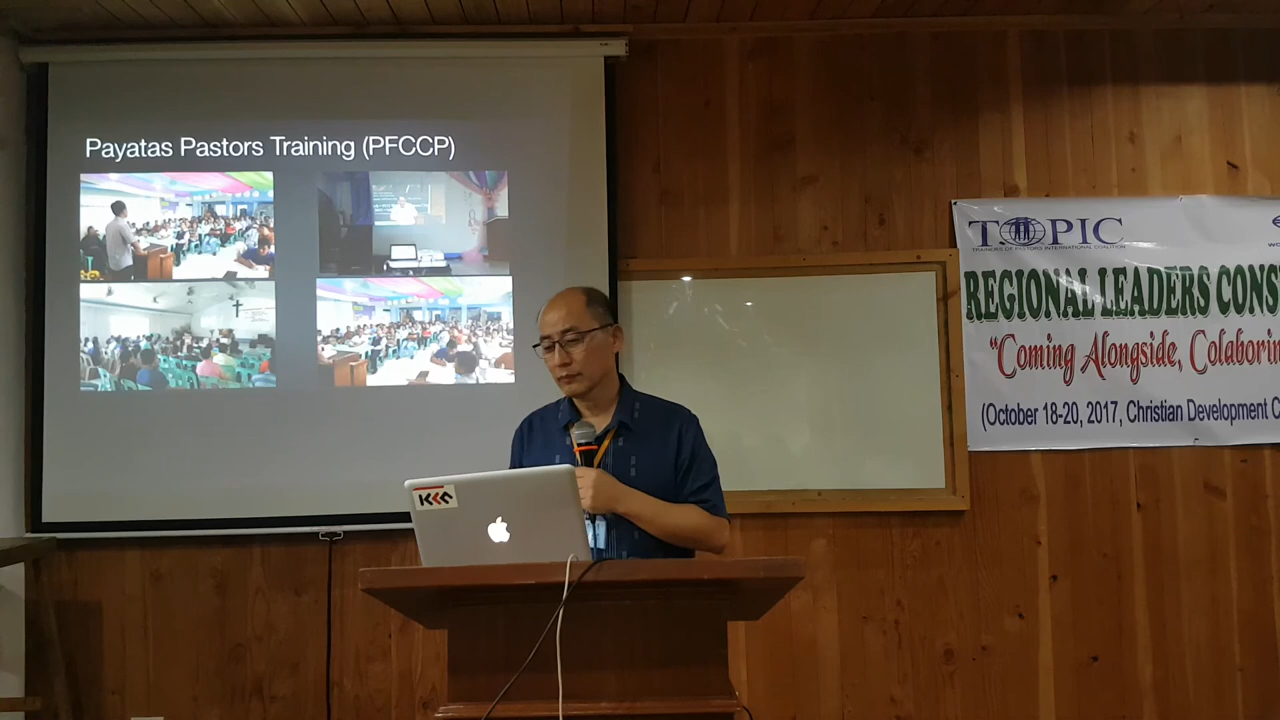 Payatas Pastors Training (PFCCP)
TOPIC
TRAINERS OF PASTORS INTERNATIONAL COALITION
WO
REGIONAL LEADERS CONS
“Coming Alongside, Colaborin
(October 18-20, 2017, Christian Development C